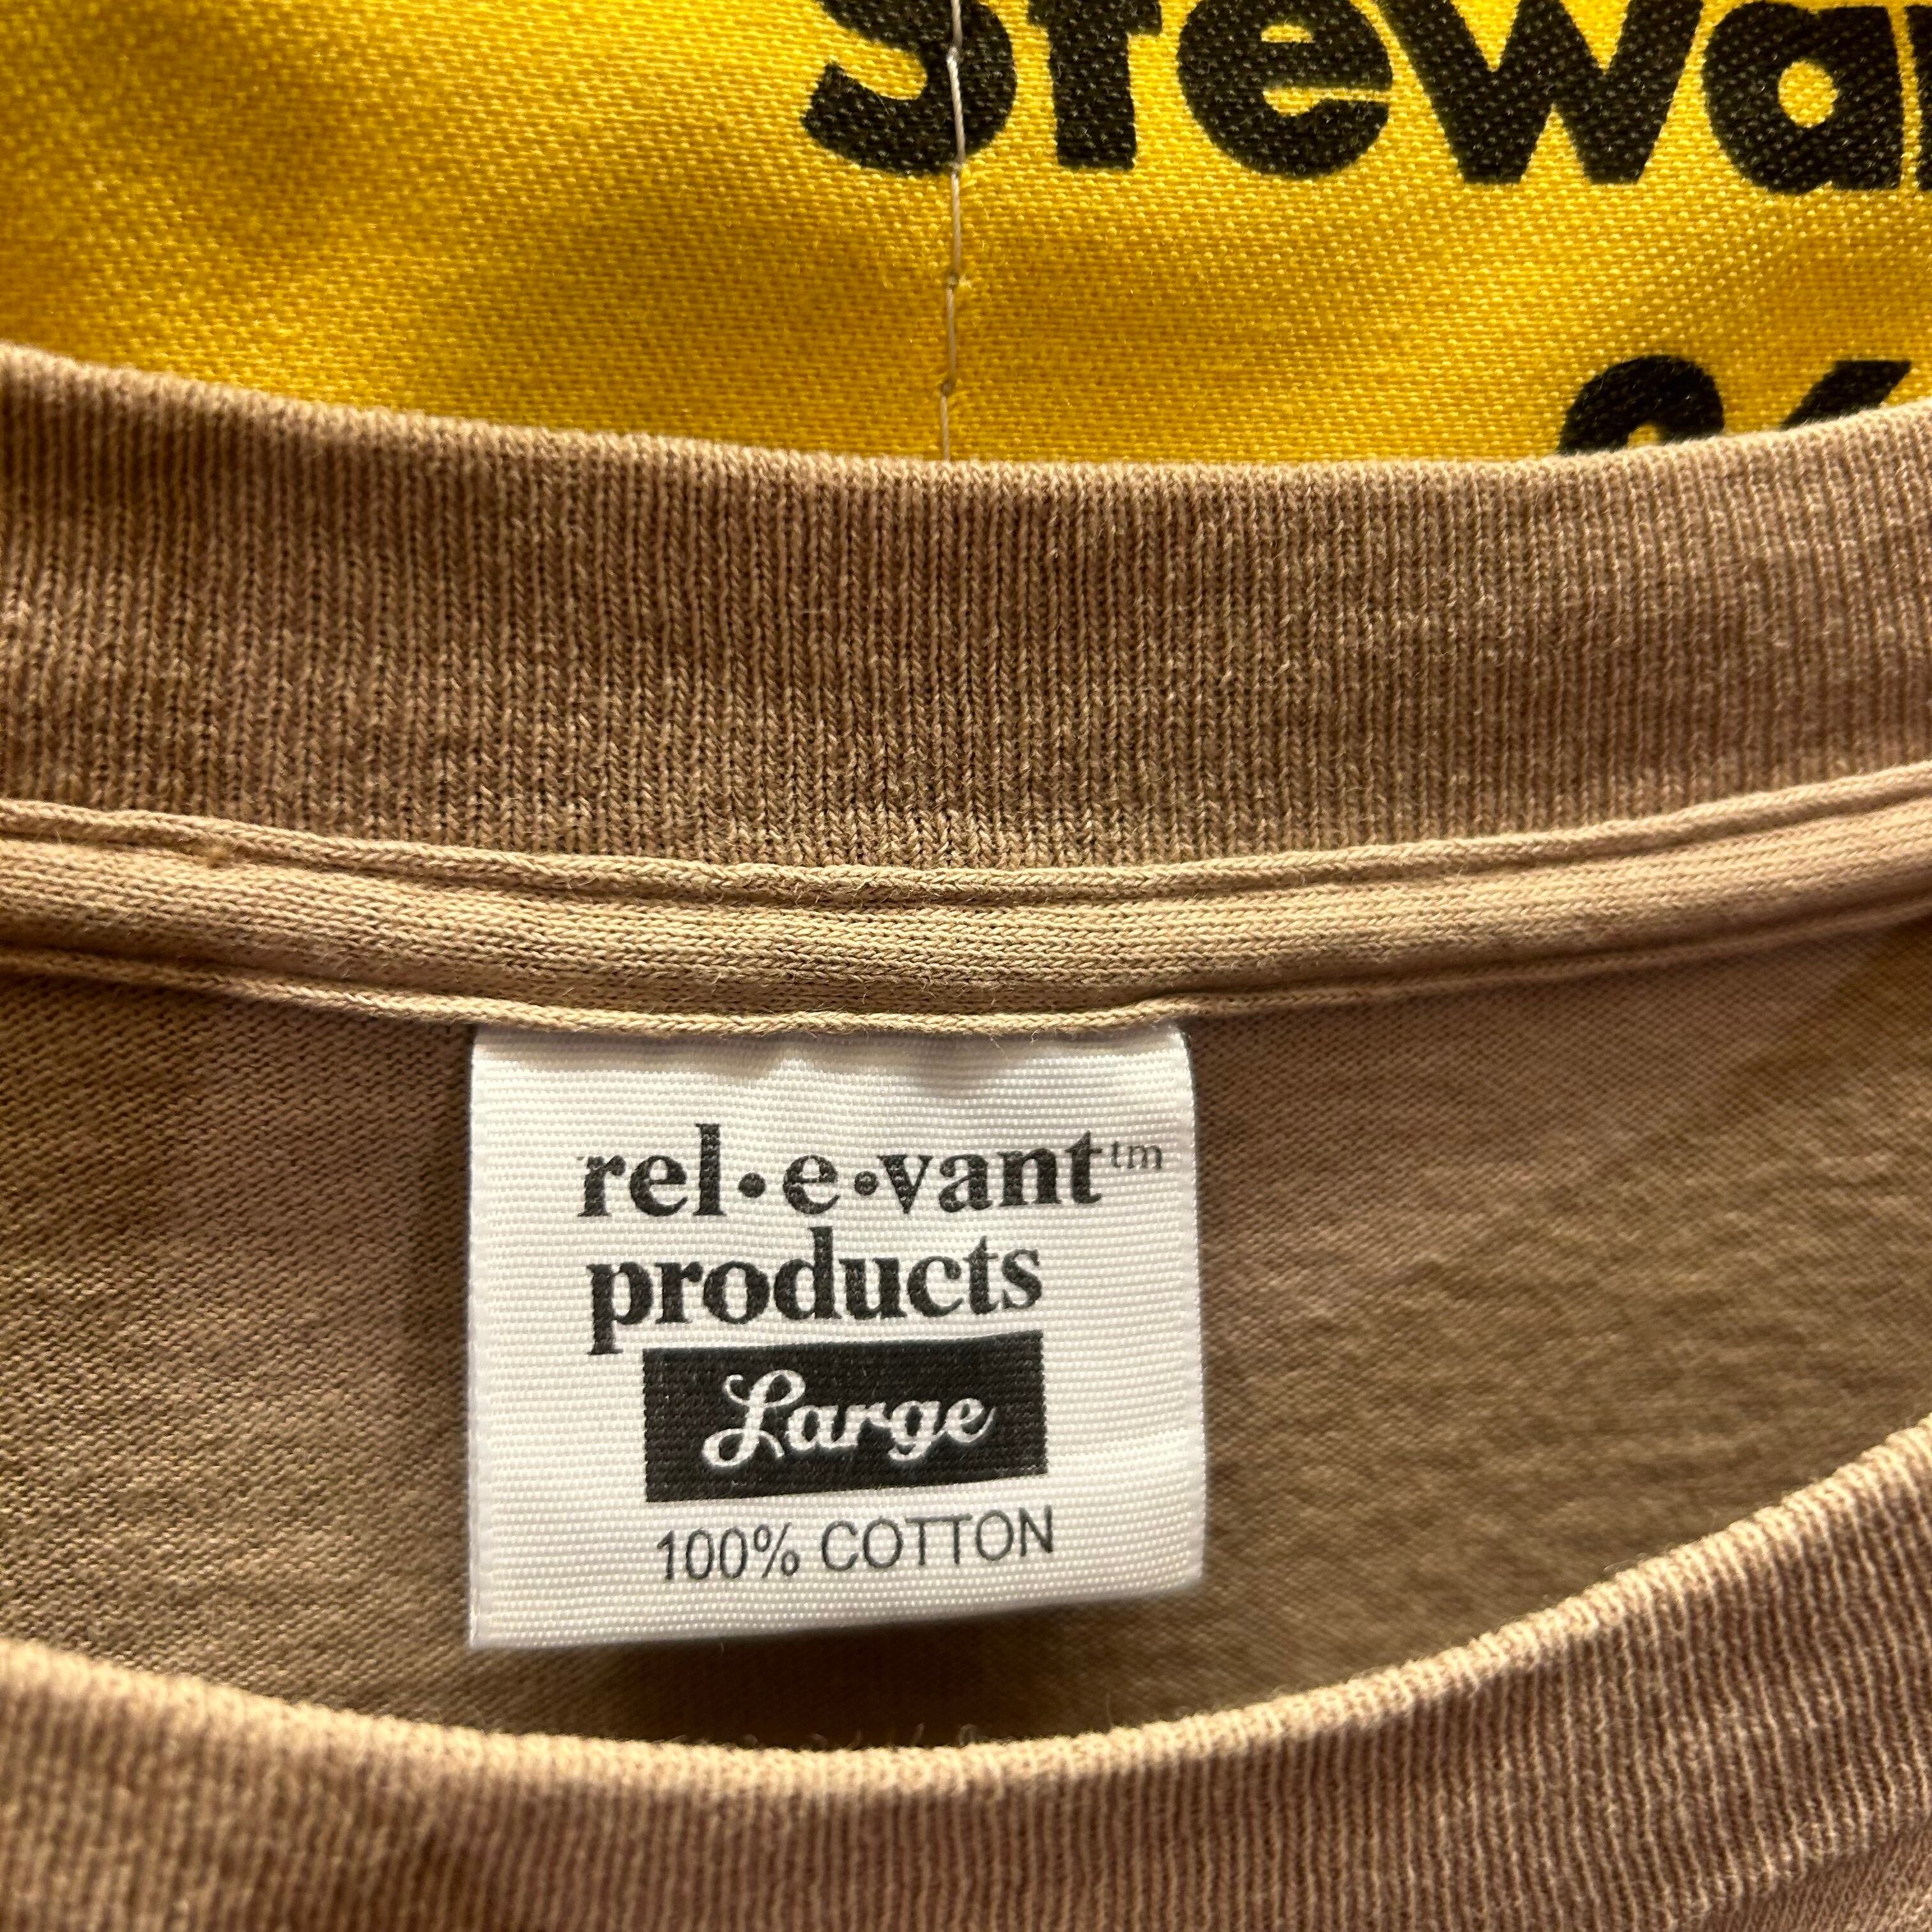 rel·e·vant™
products
Large
100% COTTON